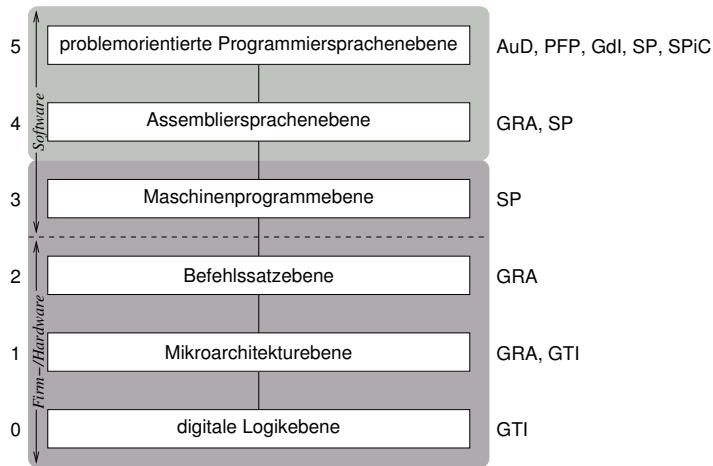 5 problemorientierte Programmiersprachenebene AuD, PFP, GdI, SP, SPiC
4 Assembliersprachenebene GRA, SP
Software
3 Maschinenprogrammebene SP
2 Befehlssatzebene GRA
1 Mikroarchitekturebene GRA, GTI
Firm−/Hardware
0 digitale Logikebene GTI